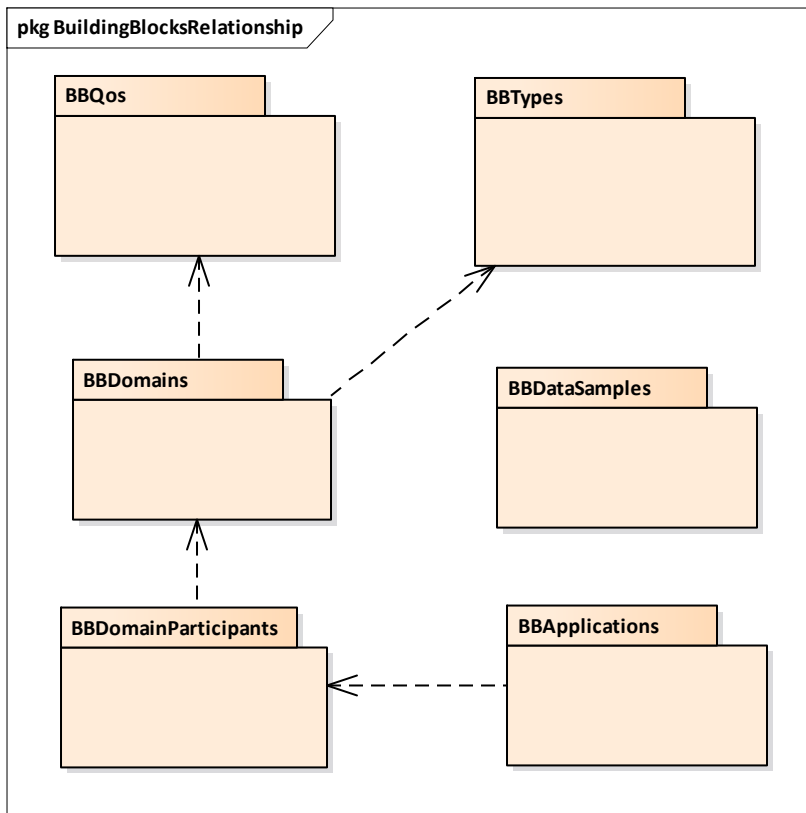 pkg BuildingBlocksRelationship
BBQos
BBTypes
BBDomains
BBDataSamples
BBDomainParticipants
BBApplications